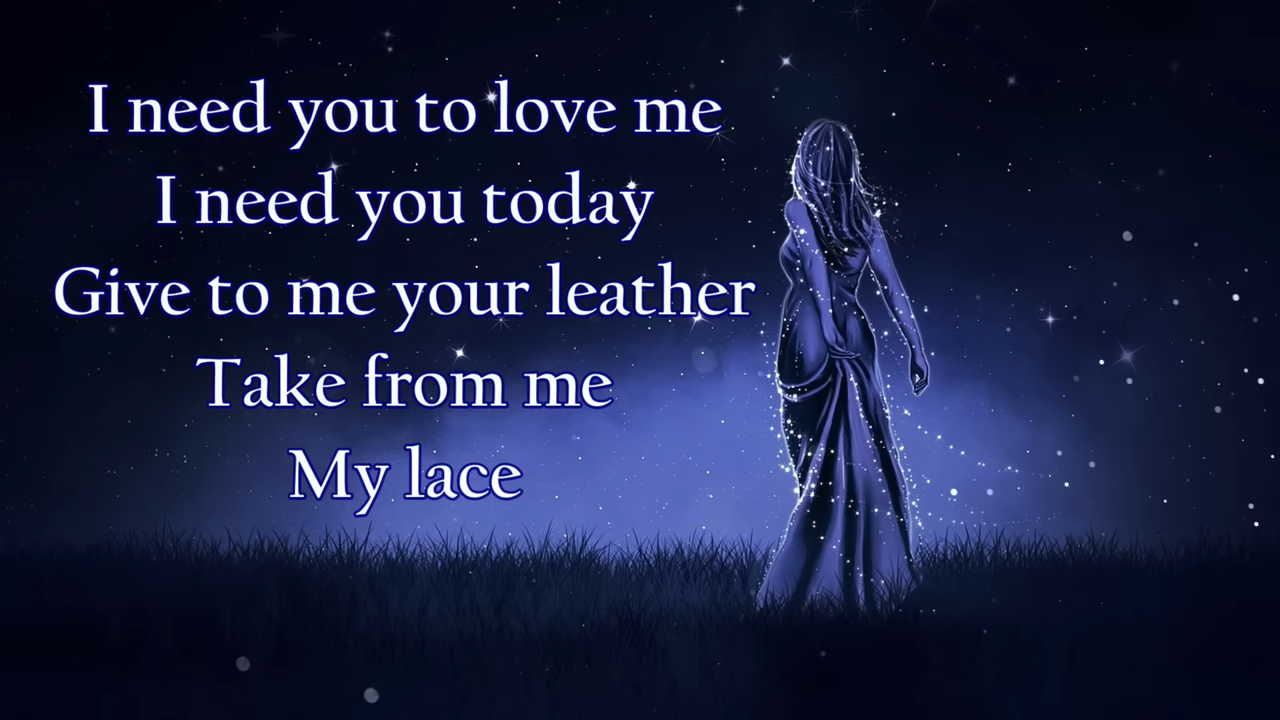 I need you to love me
I need you today
Give to me your leather
Take from me
My lace